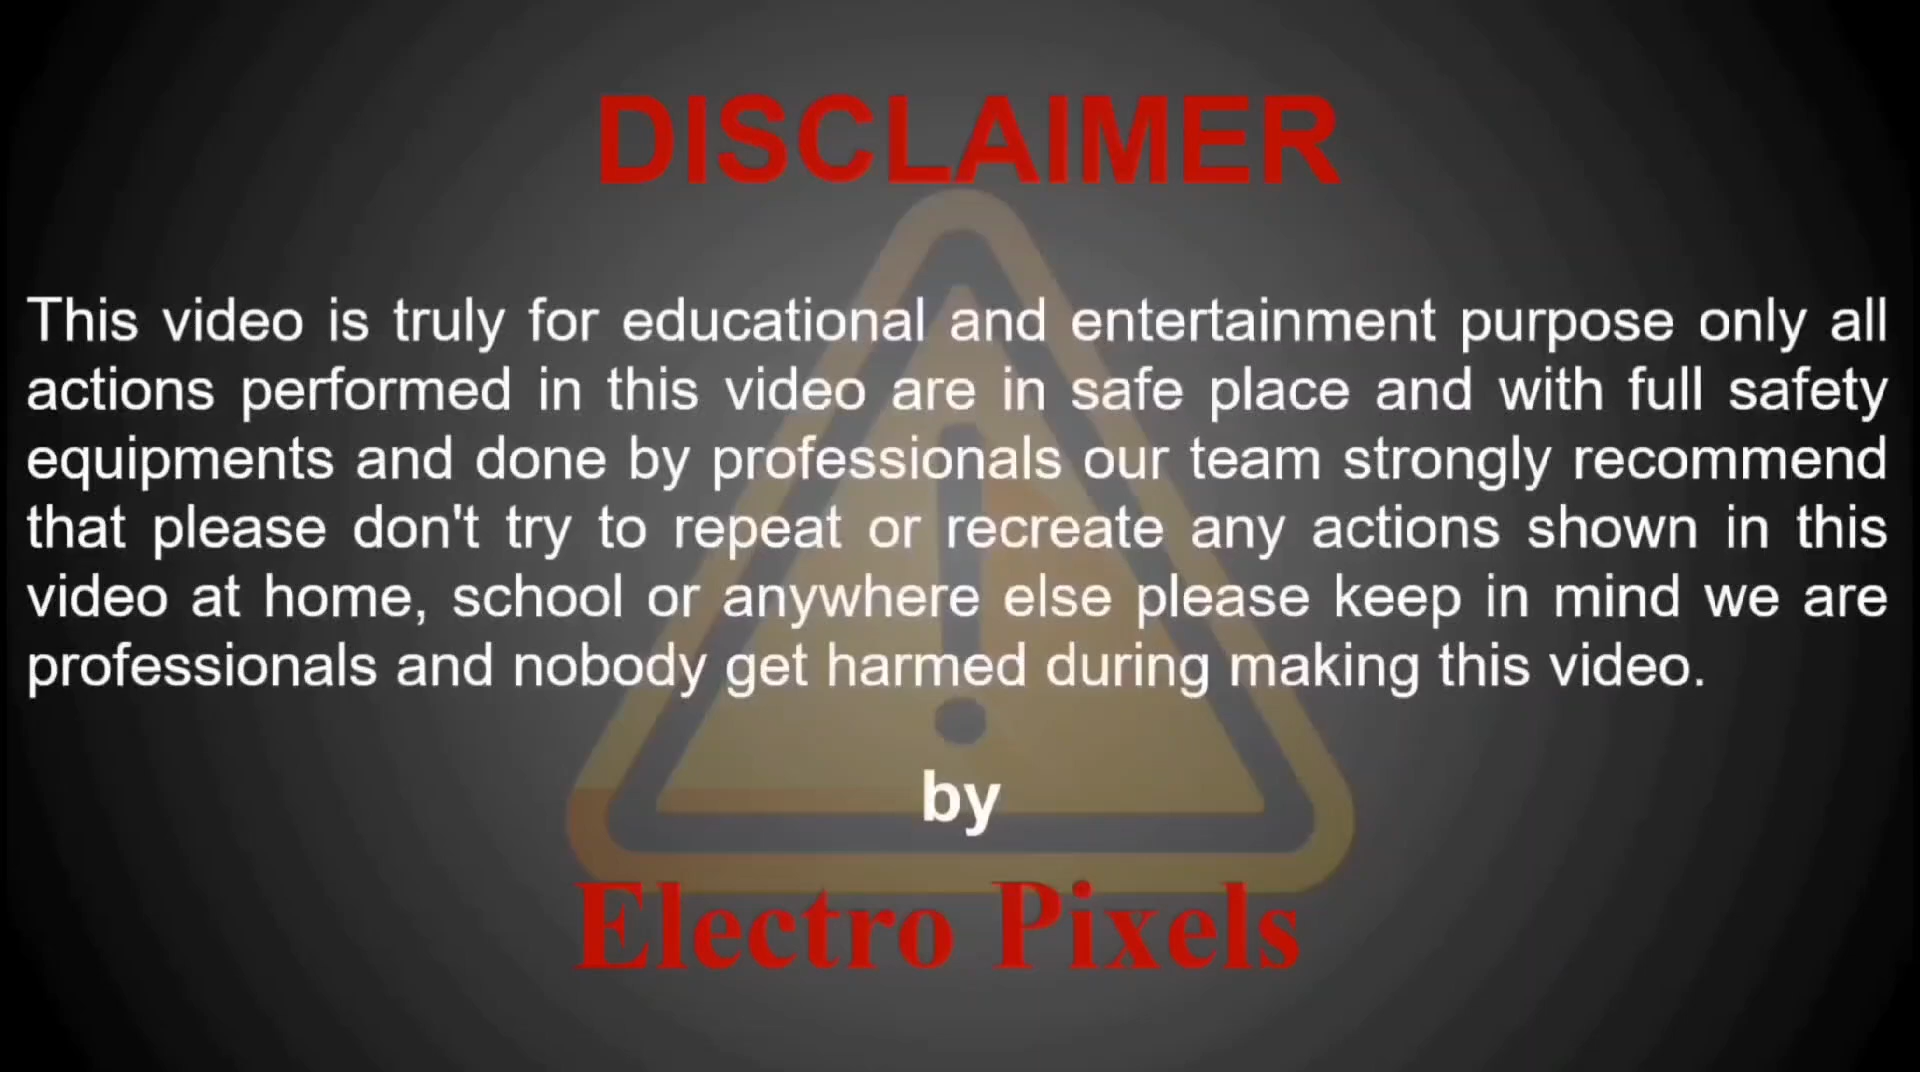 DISCLAIMER
This video is truly for educational and entertainment purpose only all
actions performed in this video are in safe place and with full safety
equipments and done by professionals our team strongly recommend
that please don't try to repeat or recreate any actions shown in this
video at home, school or anywhere else please keep in mind we are
professionals and nobody get harmed during making this video.
by
Electro Pixels